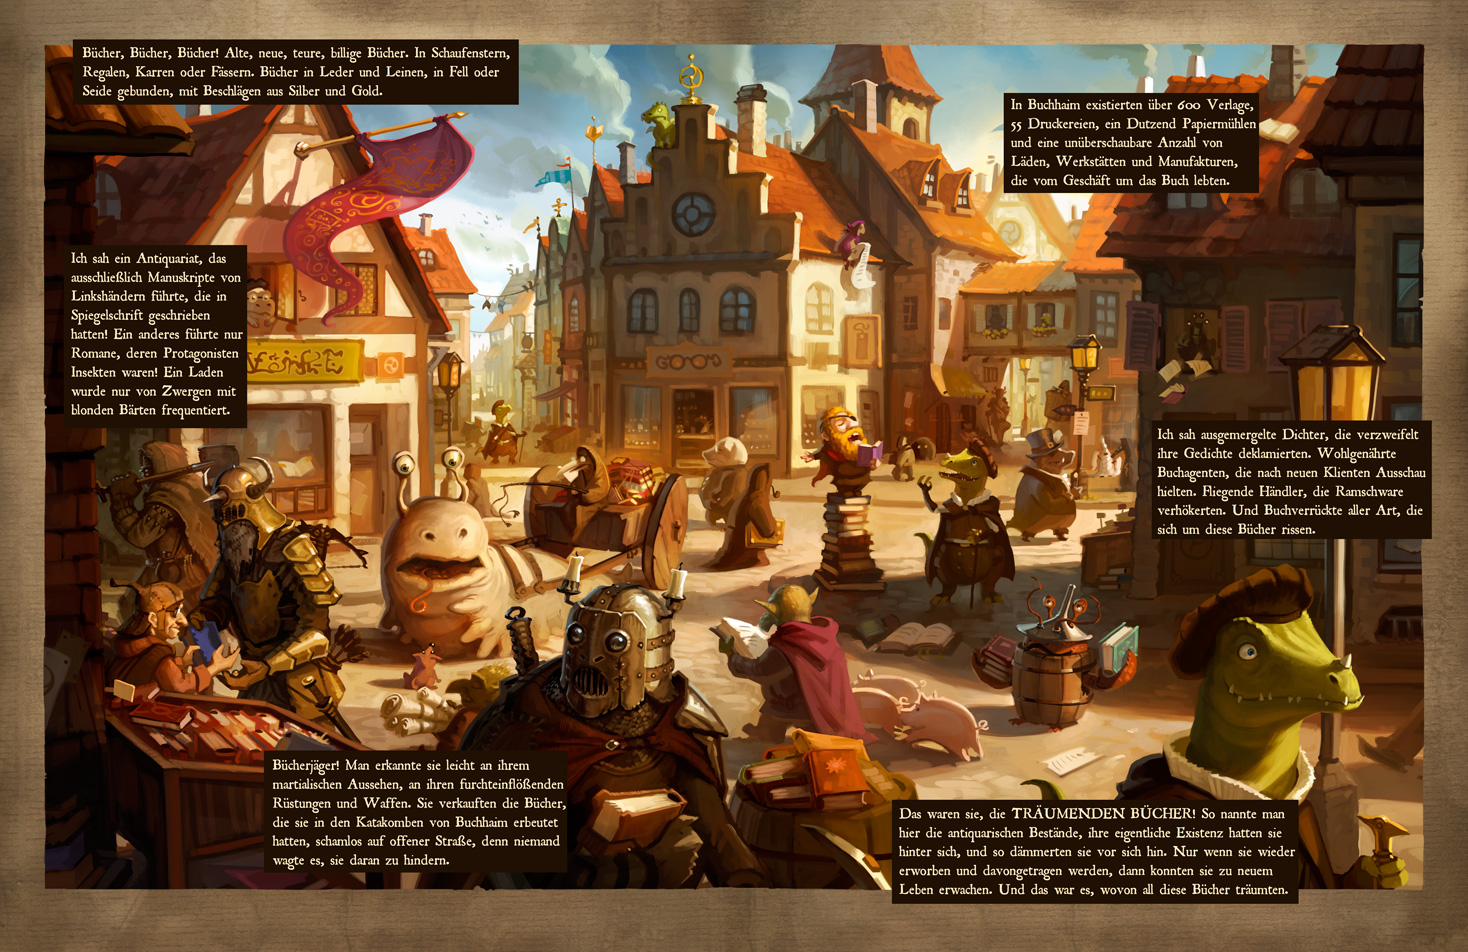 Bücher, Bücher, Bücher! Alte, neue, teure, billige Bücher. In Schaufenstern,
Regalen, Karren oder Fässern. Bücher in Leder und Leinen, in Fell oder
Seide gebunden, mit Beschlägen aus Silber und Gold.
In Buchhaim existierten über 600 Verlage,
55 Druckereien, ein Dutzend Papiermühlen
und eine unüberschaubare Anzahl von
Läden, Werkstätten und Manufakturen,
die vom Geschäft um das Buch lebten.
Ich sah ein Antiquariat, das
ausschließlich Manuskripte von
Linkshändern führte, die in
Spiegelschrift geschrieben
hatten! Ein anderes führte nur
Romane, deren Protagonisten
Insekten waren! Ein Laden
wurde nur von Zwergen mit
blonden Bärten frequentiert.
Ich sah ausgemergelte Dichter, die verzweifelt
ihre Gedichte deklamierten. Wohlgenährte
Buchagenten, die nach neuen Klienten Ausschau
hielten. Fliegende Händler, die Ramschware
verhökerten. Und Buchverrückte aller Art, die
sich um diese Bücher rissen.
Bücherjäger! Man erkannte sie leicht an ihrem
martialischen Aussehen, an ihren furchteinflößenden
Rüstungen und Waffen. Sie verkauften die Bücher,
die sie in den Katakomben von Buchhaim erbeutet
hatten, schamlos auf offener Straße, denn niemand
wagte es, sie daran zu hindern.
Das waren sie, die TRÄUMENDEN BÜCHER! So nannte man
hier die antiquarischen Bestände, ihre eigentliche Existenz hatten sie
hinter sich, und so dämmerten sie vor sich hin. Nur wenn sie wieder
erworben und davongetragen werden, dann konnten sie zu neuem
Leben erwachen. Und das war es, wovon all diese Bücher träumten.